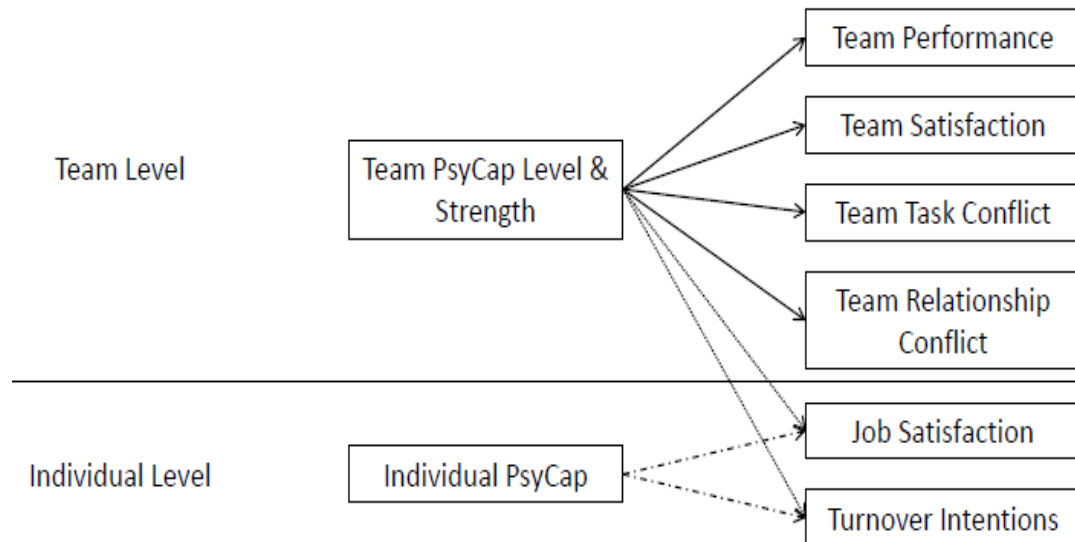 Team Performance
Team Satisfaction
Team Level
Team PsyCap Level &
Strength
Team Task Conflict
Team Relationship
Conflict
Job Satisfaction
Individual Level
Individual PsyCap
Turnover Intentions